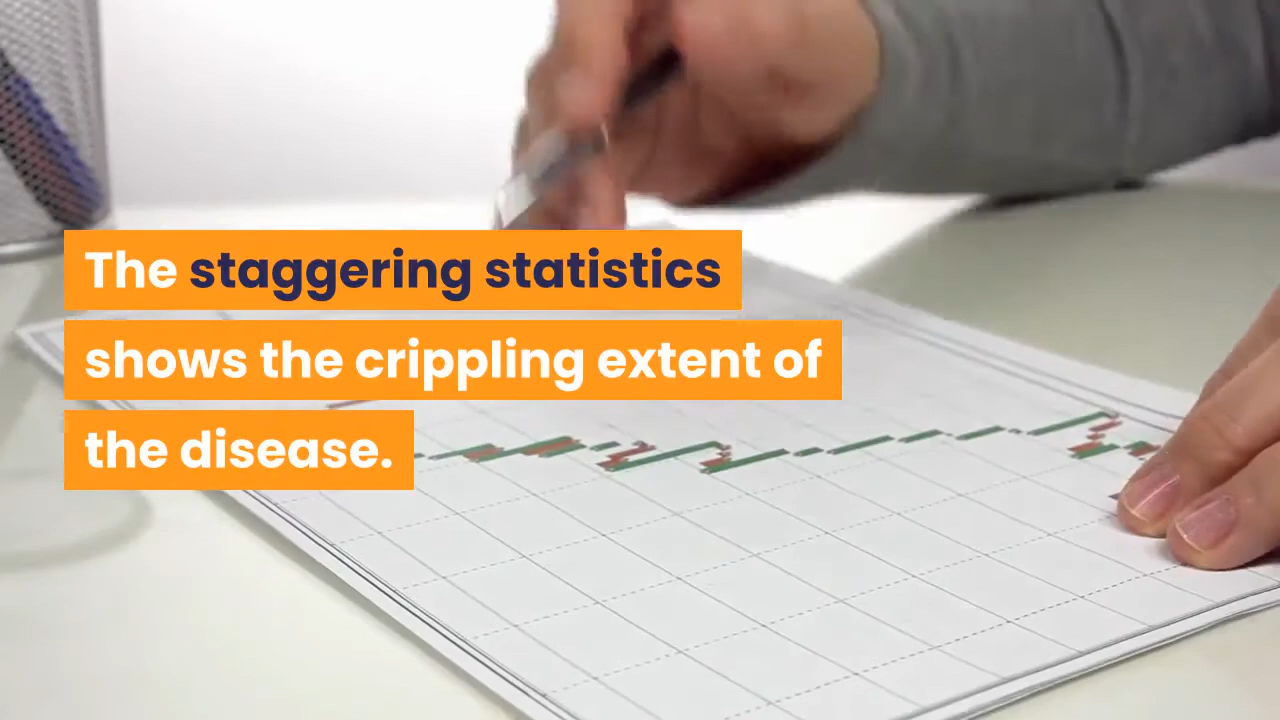 The staggering statistics
shows the crippling extent of
the disease.